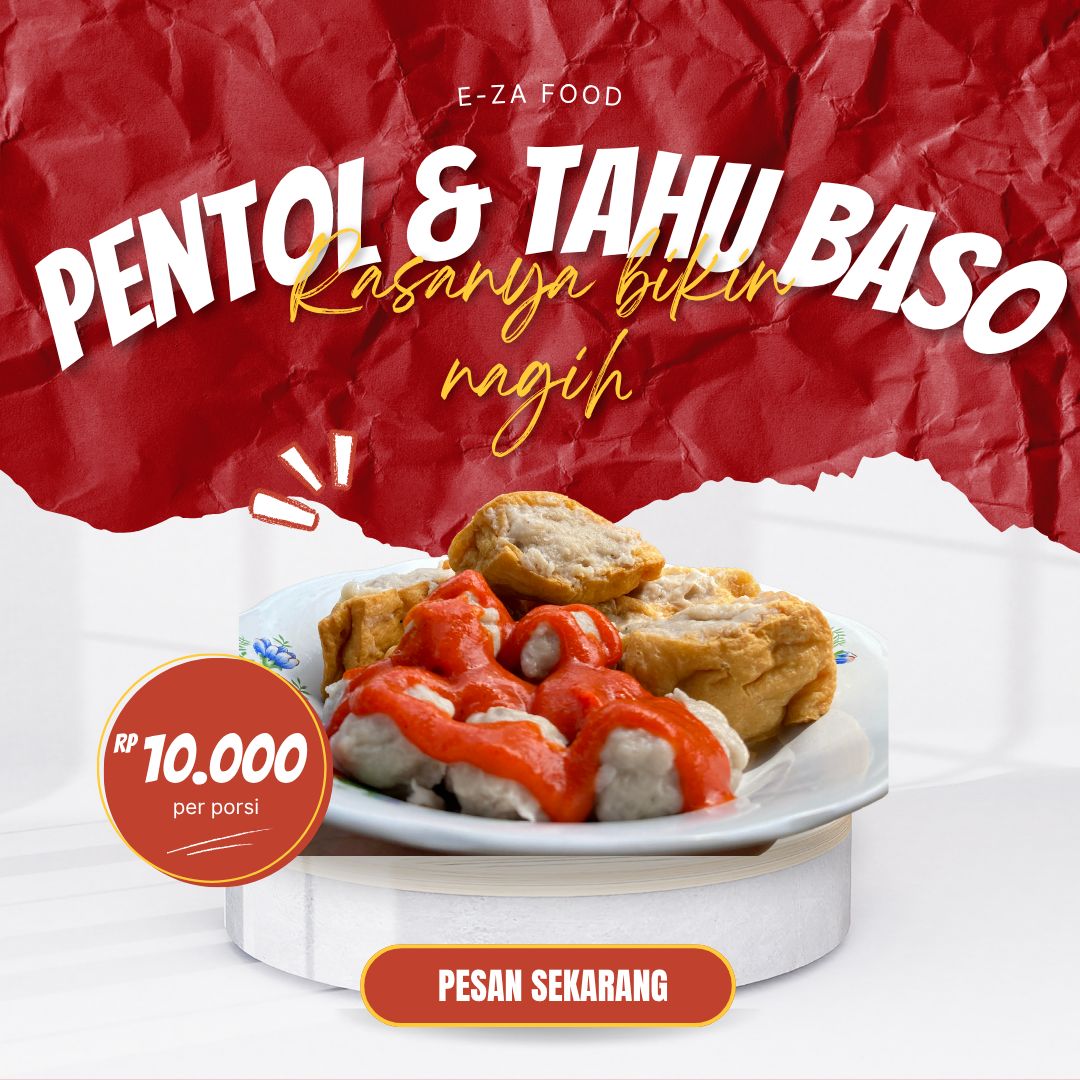 E-ZA FOOD
PENTOL & TAHU BASO
Rasanya bikin
nagih
RP 10.000
per porsi
PESAN SEKARANG